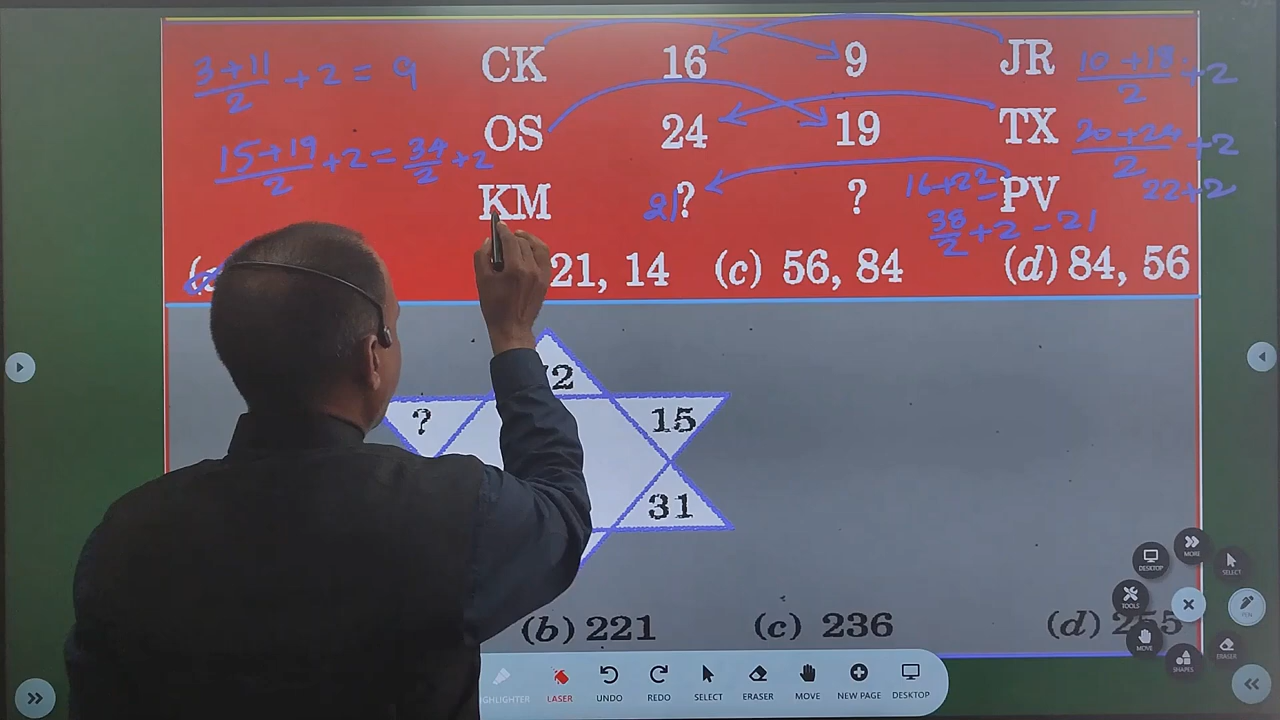 3+11/2 + 2 = 9 CK 16 9 JR 10+18/2 + 2
15+19/2 + 2 = 34/2 + 2 OS 24 19 TX 20+24/2 + 2
22+2
KM 21 ? ? 16+22 PV
38/2 + 2 - 21
21, 14 (c) 56, 84 (d) 84, 56
? 15
31
(b) 221 (c) 236 (d) 255
MORE
DESKTOP
SELECT
TOOLS
PEN
MOVE
ERASER
SHAPES
HIGHLIGHTER LASER UNDO REDO SELECT ERASER MOVE NEW PAGE DESKTOP